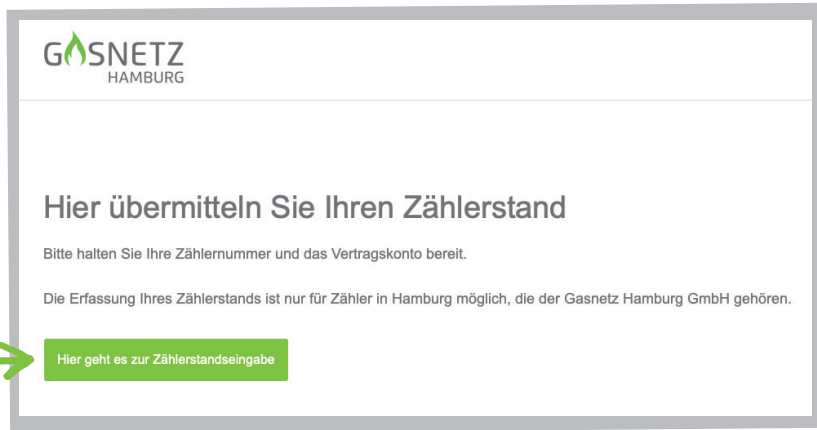 GASNETZ
HAMBURG
Hier übermitteln Sie Ihren Zählerstand
Bitte halten Sie Ihre Zählernummer und das Vertragskonto bereit.
Die Erfassung Ihres Zählerstands ist nur für Zähler in Hamburg möglich, die der Gasnetz Hamburg GmbH gehören.
Hier geht es zur Zählerstandseingabe